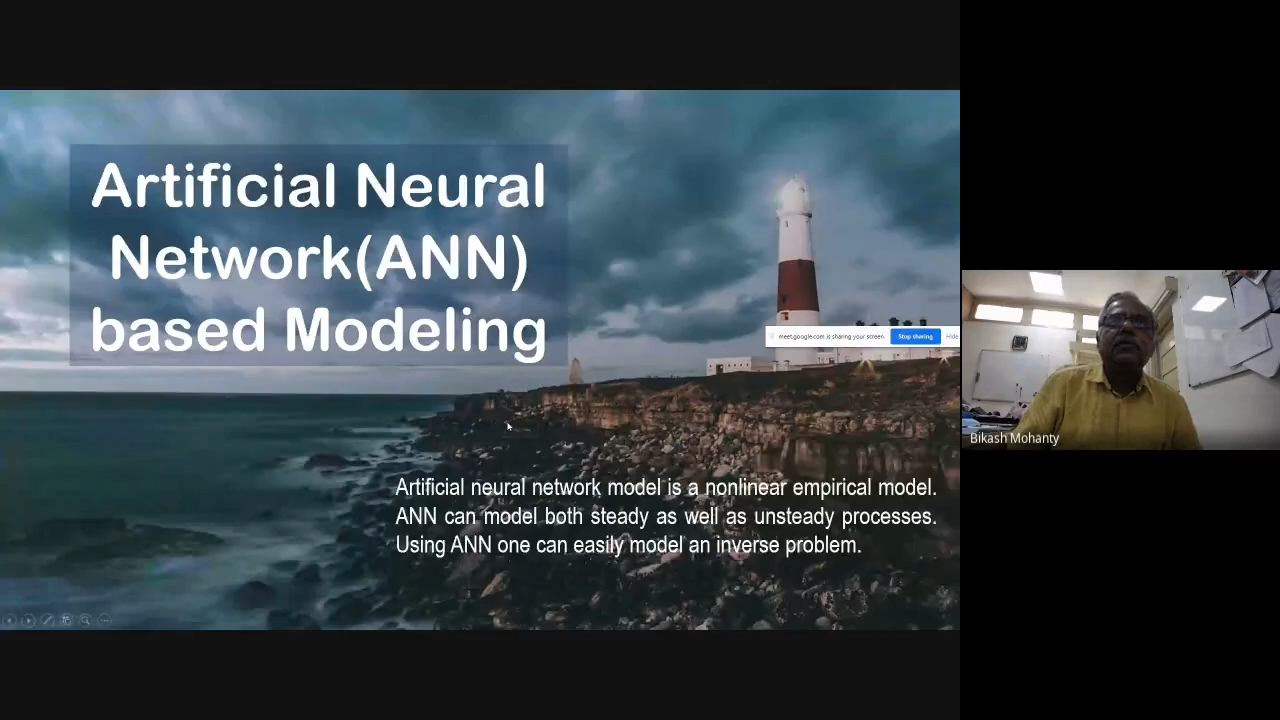 Artificial Neural
Network(ANN)
based Modeling
meet.google.com is sharing your screen. Stop sharing Hide
Artificial neural network model is a nonlinear empirical model.
ANN can model both steady as well as unsteady processes.
Using ANN one can easily model an inverse problem.
Bikash Mohanty